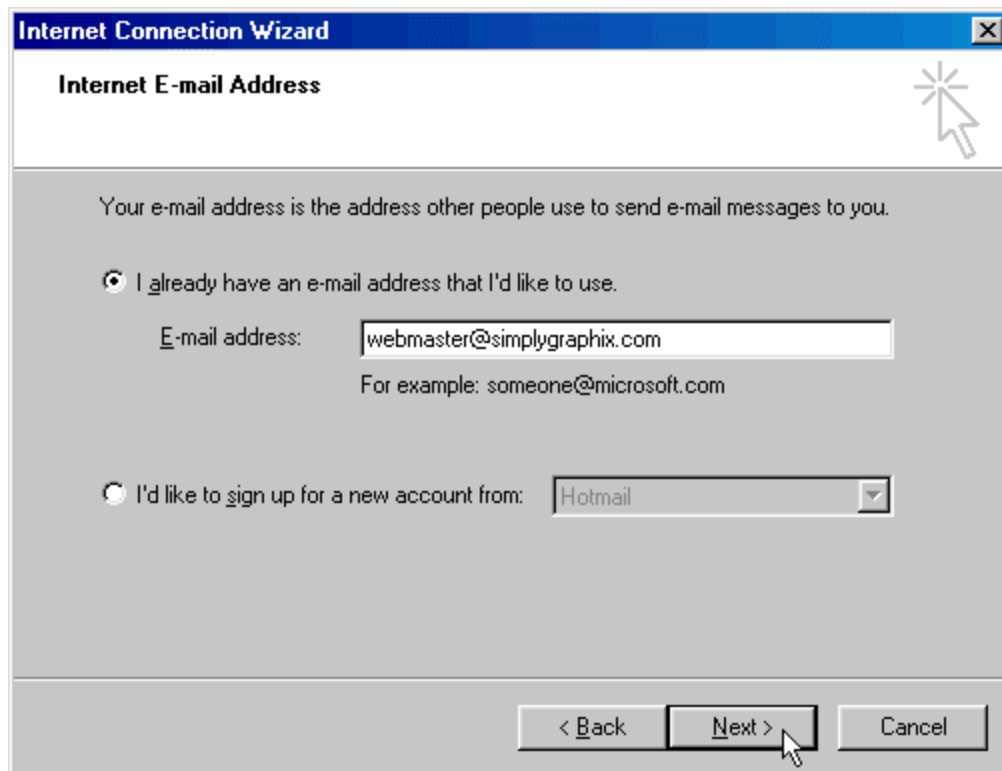 Internet Connection Wizard
Internet E-mail Address
Your e-mail address is the address other people use to send e-mail messages to you.
I already have an e-mail address that I'd like to use.
E-mail address: webmaster@simplygraphix.com
For example: someone@microsoft.com
I'd like to sign up for a new account from: Hotmail
< Back Next > Cancel